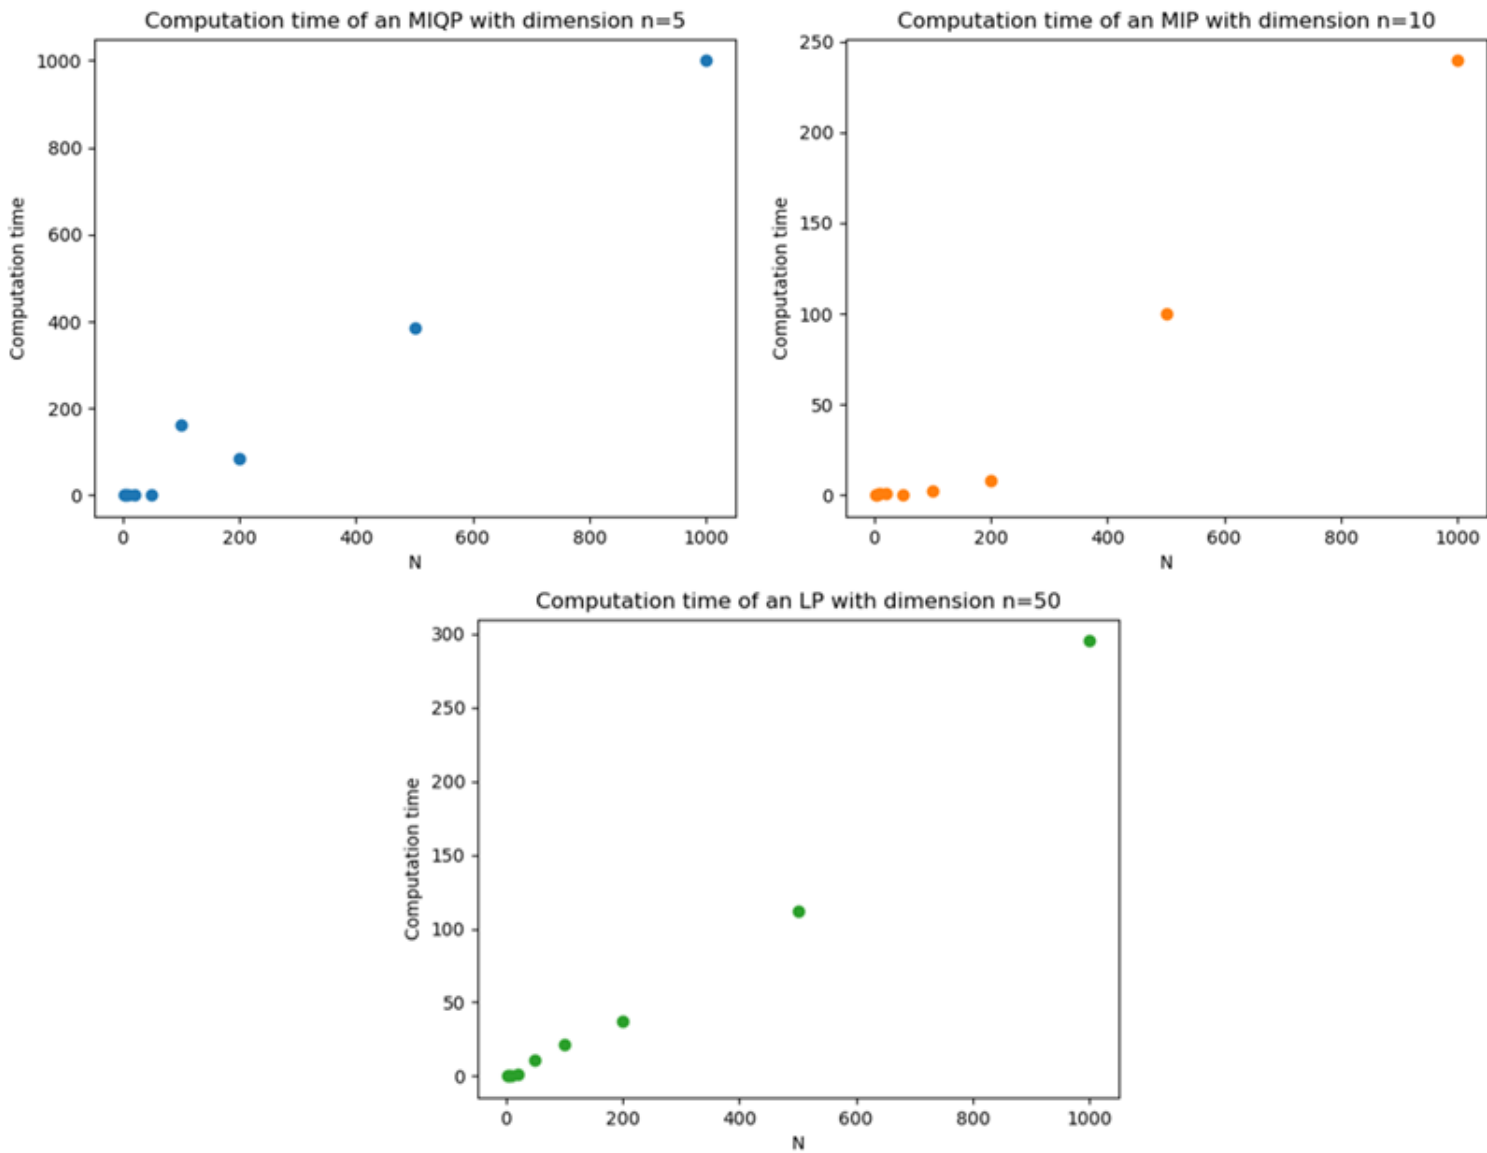 Computation time of an MIQP with dimension n=5
1000
800
600
400
200
0
Computation time
0 200 400 600 800 1000
N
Computation time of an MIP with dimension n=10
250
200
150
100
50
0
Computation time
0 200 400 600 800 1000
N
Computation time of an LP with dimension n=50
300
250
200
150
100
50
0
Computation time
0 200 400 600 800 1000
N